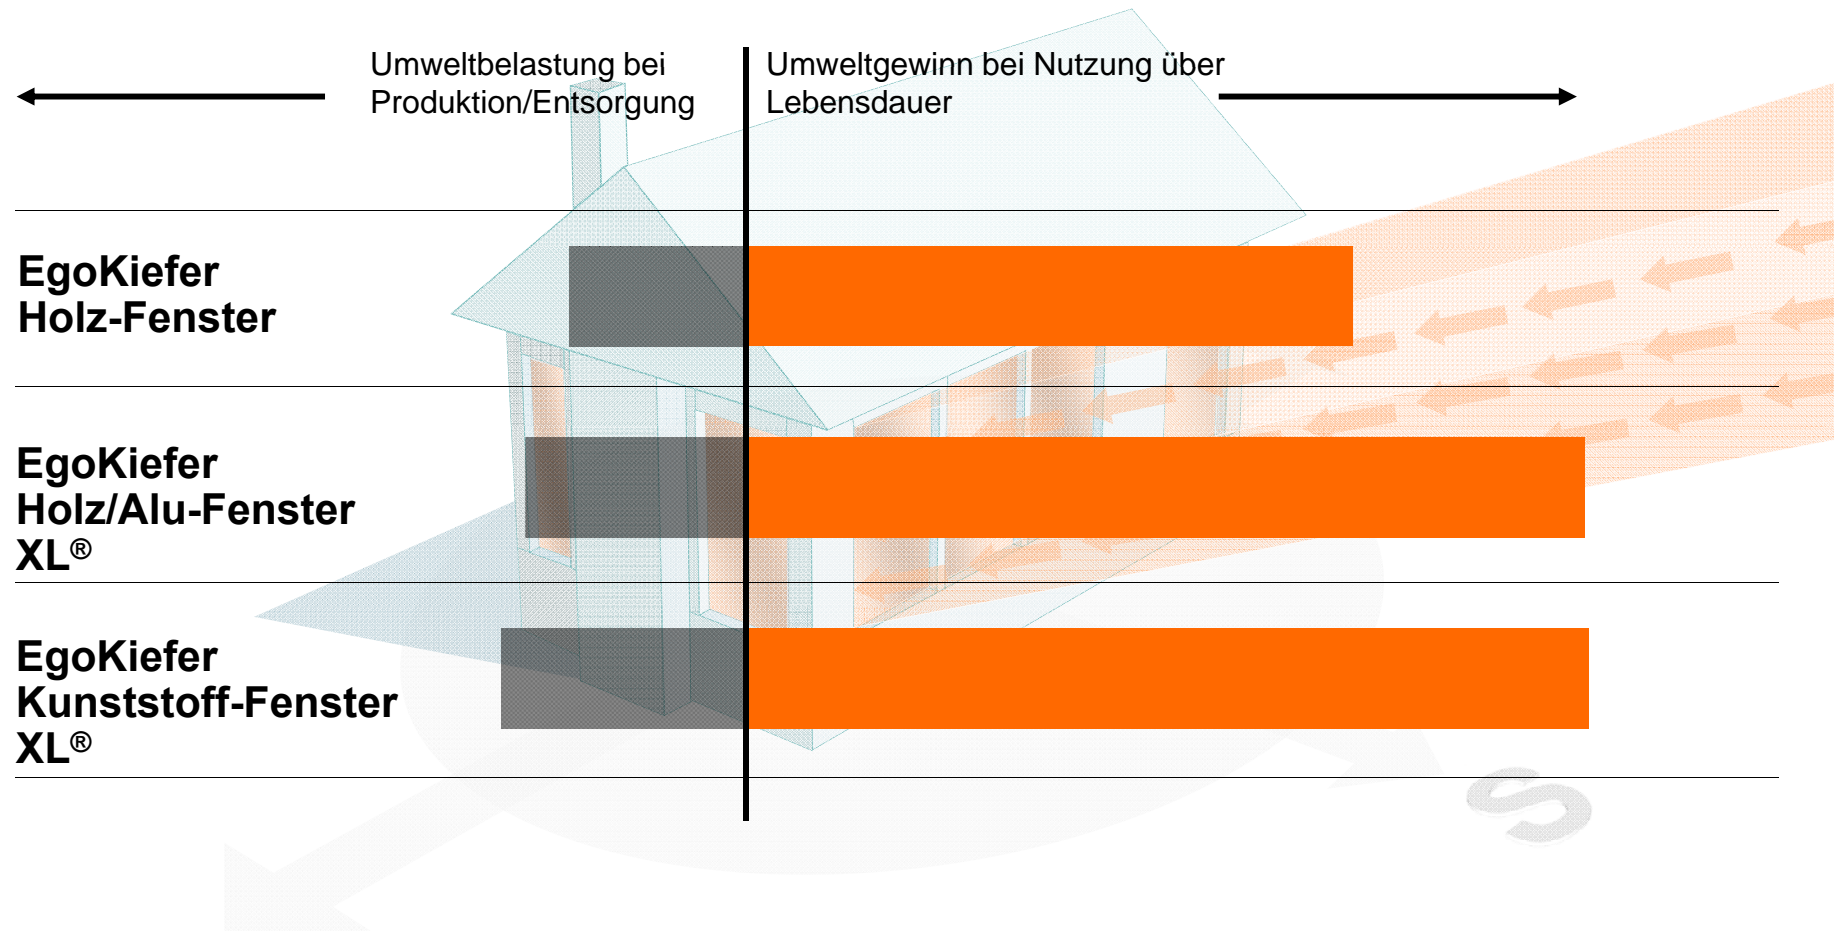 Umweltbelastung bei
Produktion/Entsorgung
Umweltgewinn bei Nutzung über
Lebensdauer
EgoKiefer
Holz-Fenster
EgoKiefer
Holz/Alu-Fenster
XL®
EgoKiefer
Kunststoff-Fenster
XL®
S